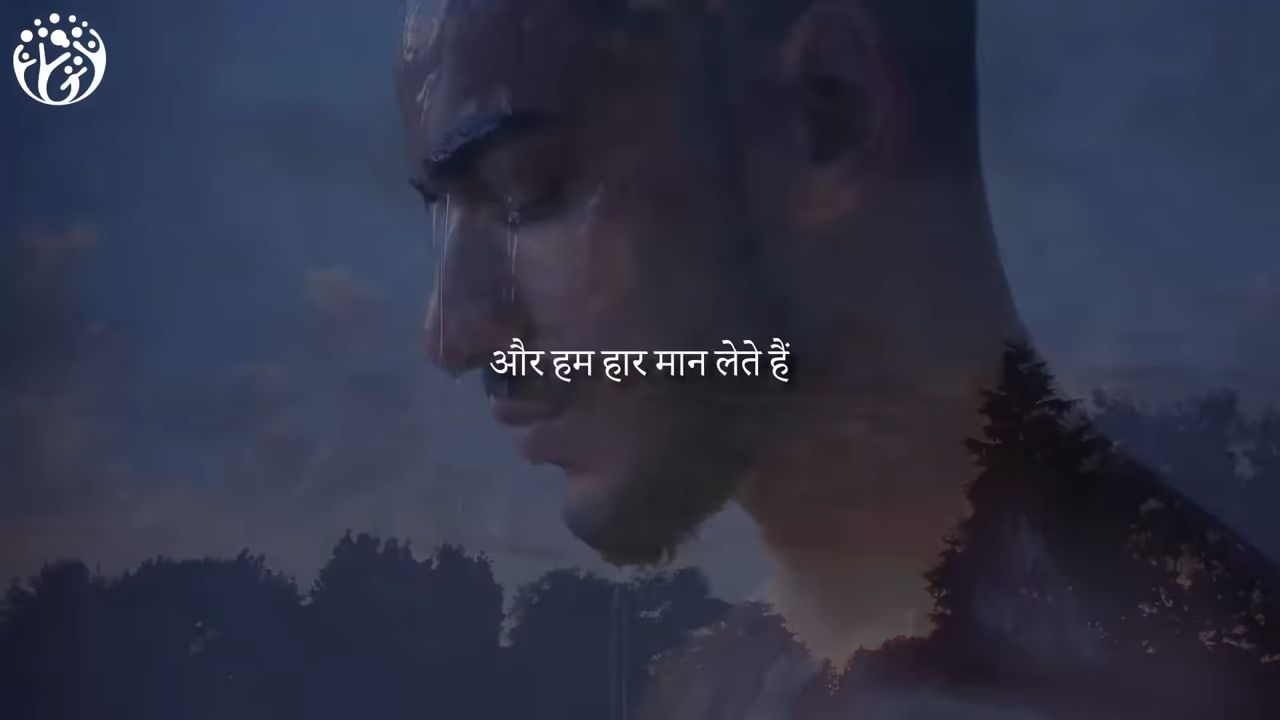 और हम हार मान लेते हैं